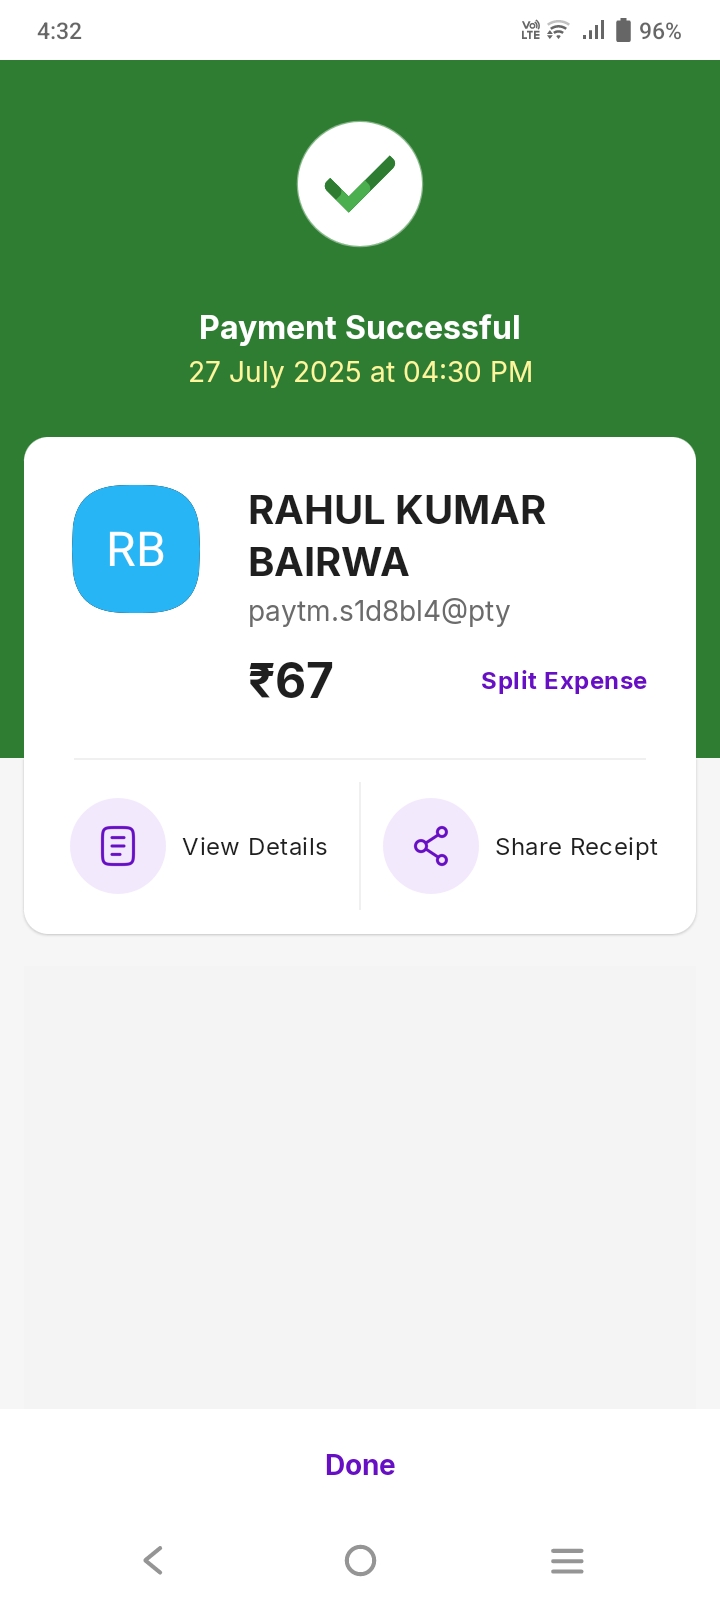 4:32
Vo)) LTE 96%
Payment Successful
27 July 2025 at 04:30 PM
RB
RAHUL KUMAR
BAIRWA
paytm.s1d8bl4@pty
₹67
Split Expense
View Details
Share Receipt
Done